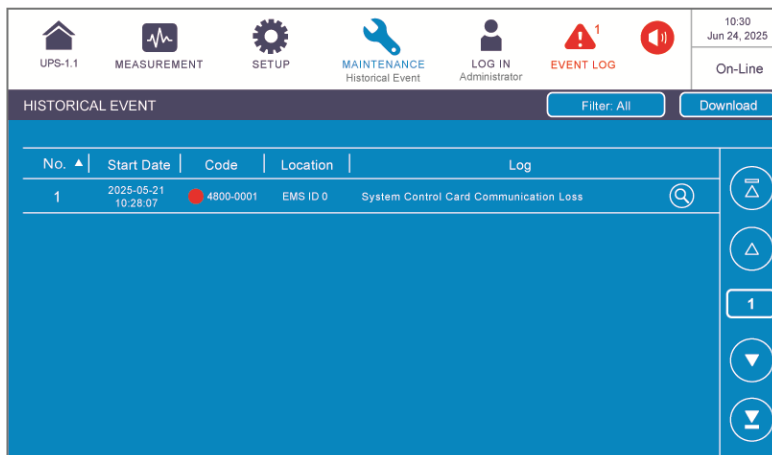 UPS-1.1
MEASUREMENT
SETUP
MAINTENANCE
Historical Event
LOG IN
Administrator
EVENT LOG
1
10:30
Jun 24, 2025
On-Line
HISTORICAL EVENT
Filter: All
Download
No. ▲ Start Date Code Location Log
1 2025-05-21 10:28:07 4800-0001 EMS ID 0 System Control Card Communication Loss
1